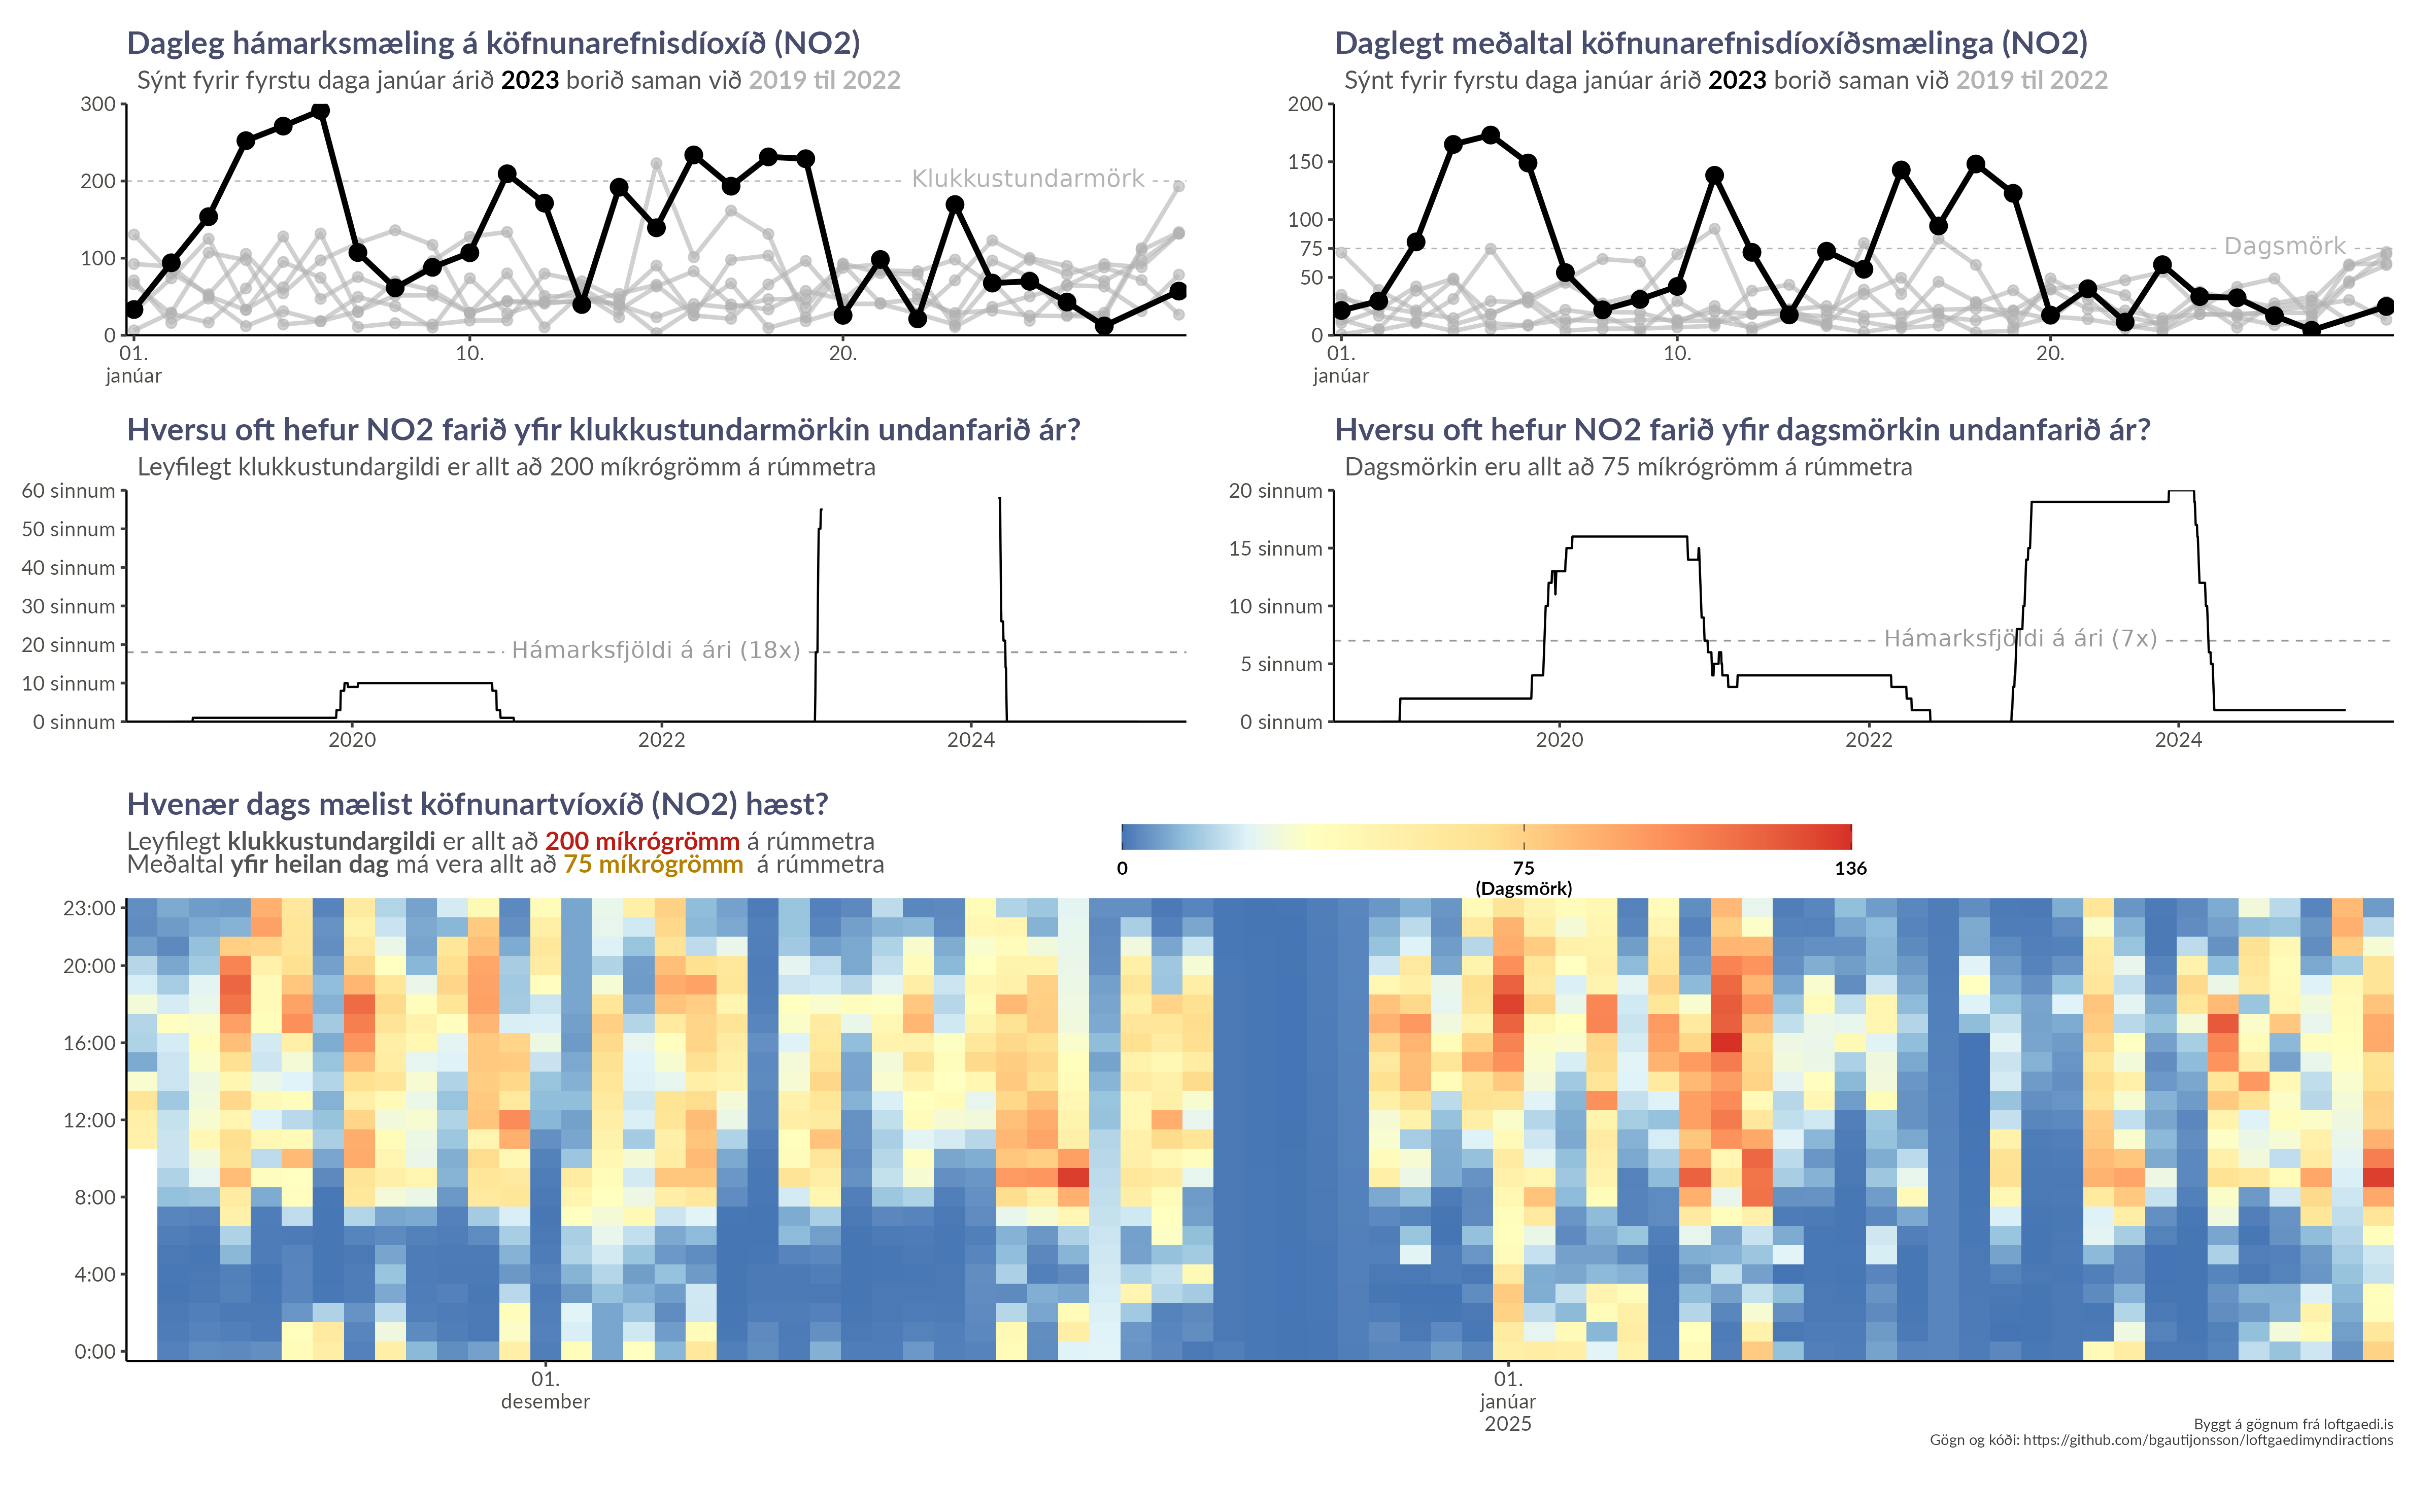 Dagleg hámarksmæling á köfnunarefnisdíoxíð (NO2)
Sýnt fyrir fyrstu daga janúar árið 2023 borið saman við 2019 til 2022
300
200
100
0
Klukkustundarmörk
01.
janúar
10.
20.
Daglegt meðaltal köfnunarefnisdíoxíðsmælinga (NO2)
Sýnt fyrir fyrstu daga janúar árið 2023 borið saman við 2019 til 2022
200
150
100
75
50
0
Dagsmörk
01.
janúar
10.
20.
Hversu oft hefur NO2 farið yfir klukkustundarmörkin undanfarið ár?
Leyfilegt klukkustundargildi er allt að 200 míkrógrömm á rúmmetra
60 sinnum
50 sinnum
40 sinnum
30 sinnum
20 sinnum
10 sinnum
0 sinnum
Hámarksfjöldi á ári (18x)
2020
2022
2024
Hversu oft hefur NO2 farið yfir dagsmörkin undanfarið ár?
Dagsmörkin eru allt að 75 míkrógrömm á rúmmetra
20 sinnum
15 sinnum
10 sinnum
5 sinnum
0 sinnum
Hámarksfjöldi á ári (7x)
2020
2022
2024
Hvenær dags mælist köfnunartvíoxíð (NO2) hæst?
Leyfilegt klukkustundargildi er allt að 200 míkrógrömm á rúmmetra
Meðaltal yfir heilan dag má vera allt að 75 míkrógrömm á rúmmetra
0
75
(Dagsmörk)
136
23:00
20:00
16:00
12:00
8:00
4:00
0:00
01.
desember
01.
janúar
2025
Byggt á gögnum frá loftgaedi.is
Gögn og kóði: https://github.com/bgautijonsson/loftgaedimyndiractions